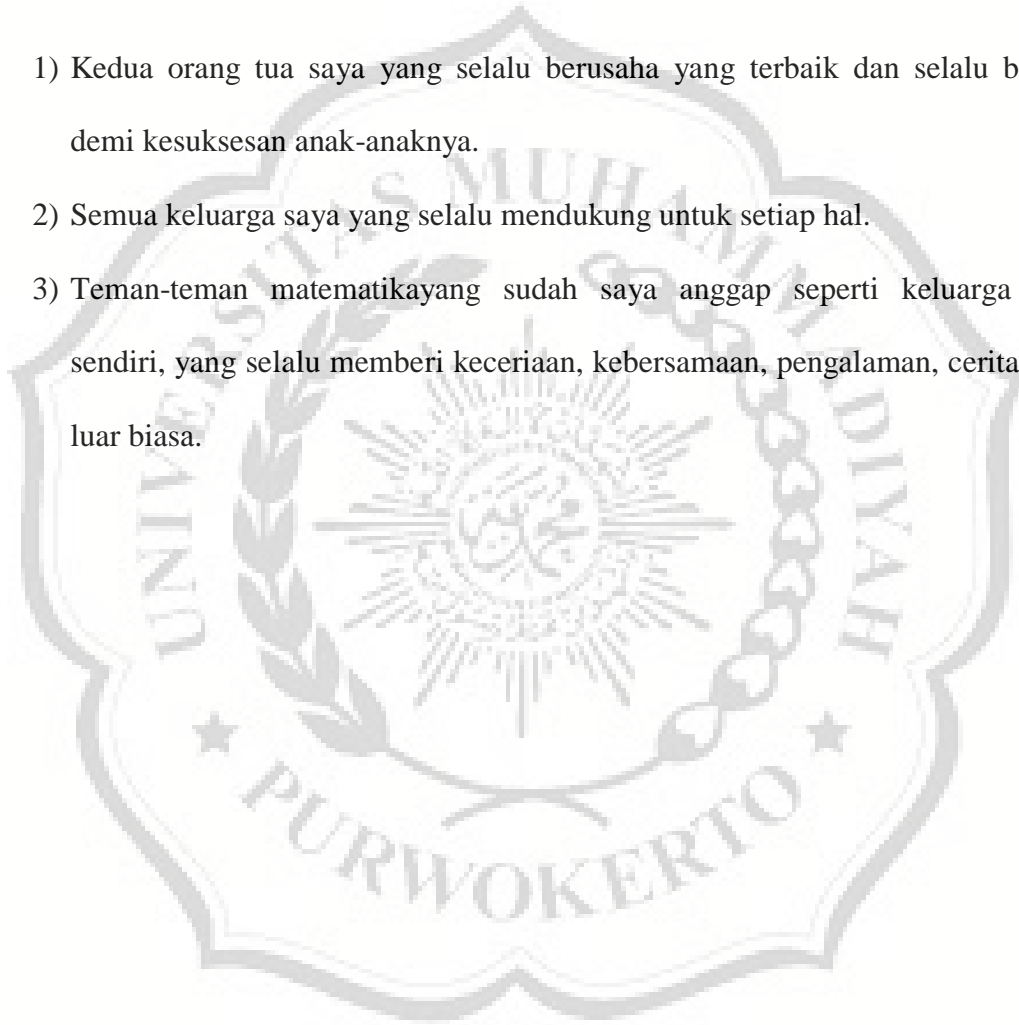 1) Kedua orang tua saya yang selalu berusaha yang terbaik dan selalu b
demi kesuksesan anak-anaknya.
2) Semua keluarga saya yang selalu mendukung untuk setiap hal.
3) Teman-teman matematikayang sudah saya anggap seperti keluarga
sendiri, yang selalu memberi keceriaan, kebersamaan, pengalaman, cerita
luar biasa.
UNIVERSITAS MUHAMMADIYAH
PURWOKERTO